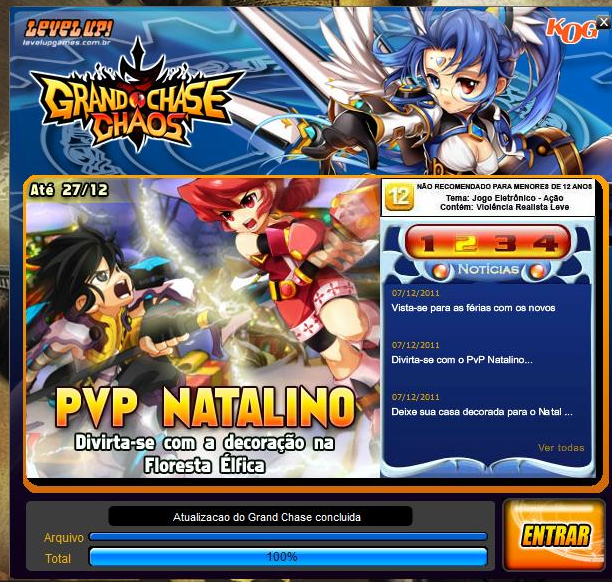 LEVEL UP!
levelupgames.com.br
KOG
X
GRAND CHASE
CHAOS
Até 27/12
12
NÃO RECOMENDADO PARA MENORES DE 12 ANOS
Tema: Jogo Eletrônico - Ação
Contém: Violência Realista Leve
1 2 3 4
NOTÍCIAS
07/12/2011
Vista-se para as férias com os novos
07/12/2011
Divirta-se com o PvP Natalino...
07/12/2011
Deixe sua casa decorada para o Natal ...
Ver todas
PVP NATALINO
Divirta-se com a decoração na
Floresta Élfica
Atualizacao do Grand Chase concluida
Arquivo
Total
100%
ENTRAR